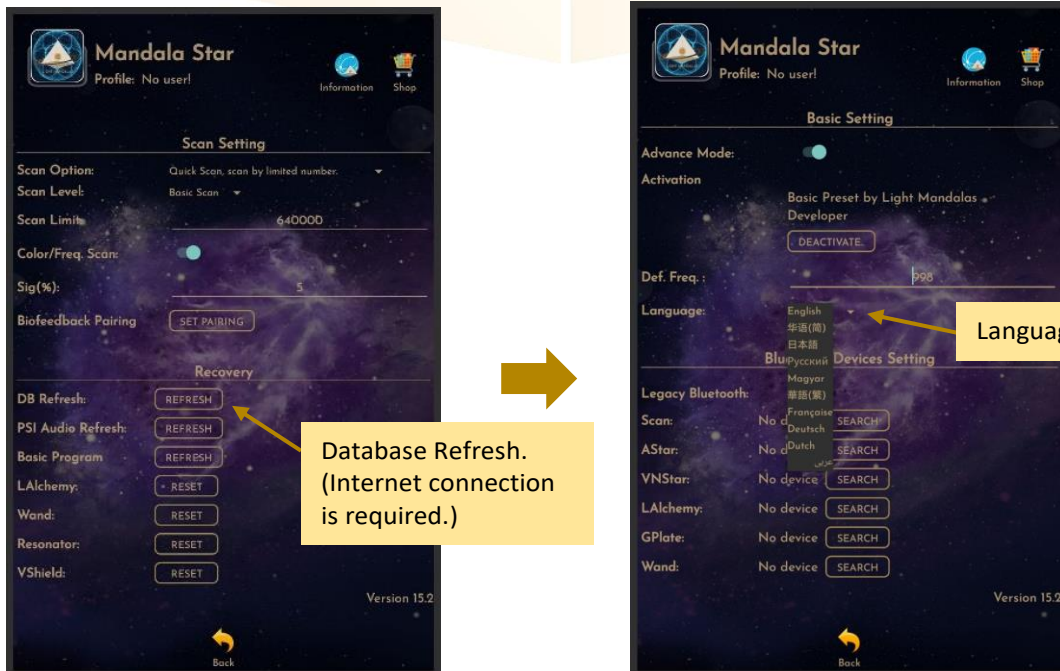 Mandala Star
Profile: No user!
Information
Shop
Scan Setting
Scan Option: Quick Scan, scan by limited number.
Scan Level: Basic Scan
Scan Limit: 640000
Color/Freq. Scan:
Sig(%): 5
Biofeedback Pairing SET PAIRING
Recovery
DB Refresh: REFRESH
PSI Audio Refresh: REFRESH
Basic Program REFRESH
LAlchemy: RESET
Wand: RESET
Resonator: RESET
VShield: RESET
Version 15.2
Back
Database Refresh.
(Internet connection
is required.)
Mandala Star
Profile: No user!
Information
Shop
Basic Setting
Advance Mode:
Activation
Basic Preset by Light Mandalas
Developer
DEACTIVATE.
Def. Freq. : 998
Language: English
华语(简)
日本語
Русский
Magyar
華語(繁)
Française
Deutsch
Dutch
عربى
Devices Setting
Legacy Bluetooth:
Scan: SEARCH
AStar: SEARCH
VNStar: No device SEARCH
LAlchemy: No device SEARCH
GPlate: No device SEARCH
Wand: No device SEARCH
Version 15.2
Back